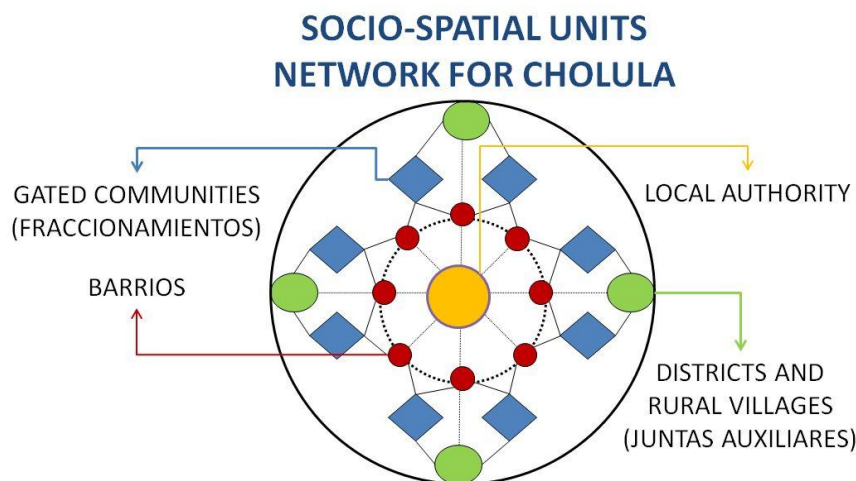 SOCIO-SPATIAL UNITS
NETWORK FOR CHOLULA
GATED COMMUNITIES
(FRACCIONAMIENTOS)
LOCAL AUTHORITY
BARRIOS
DISTRICTS AND
RURAL VILLAGES
(JUNTAS AUXILIARES)